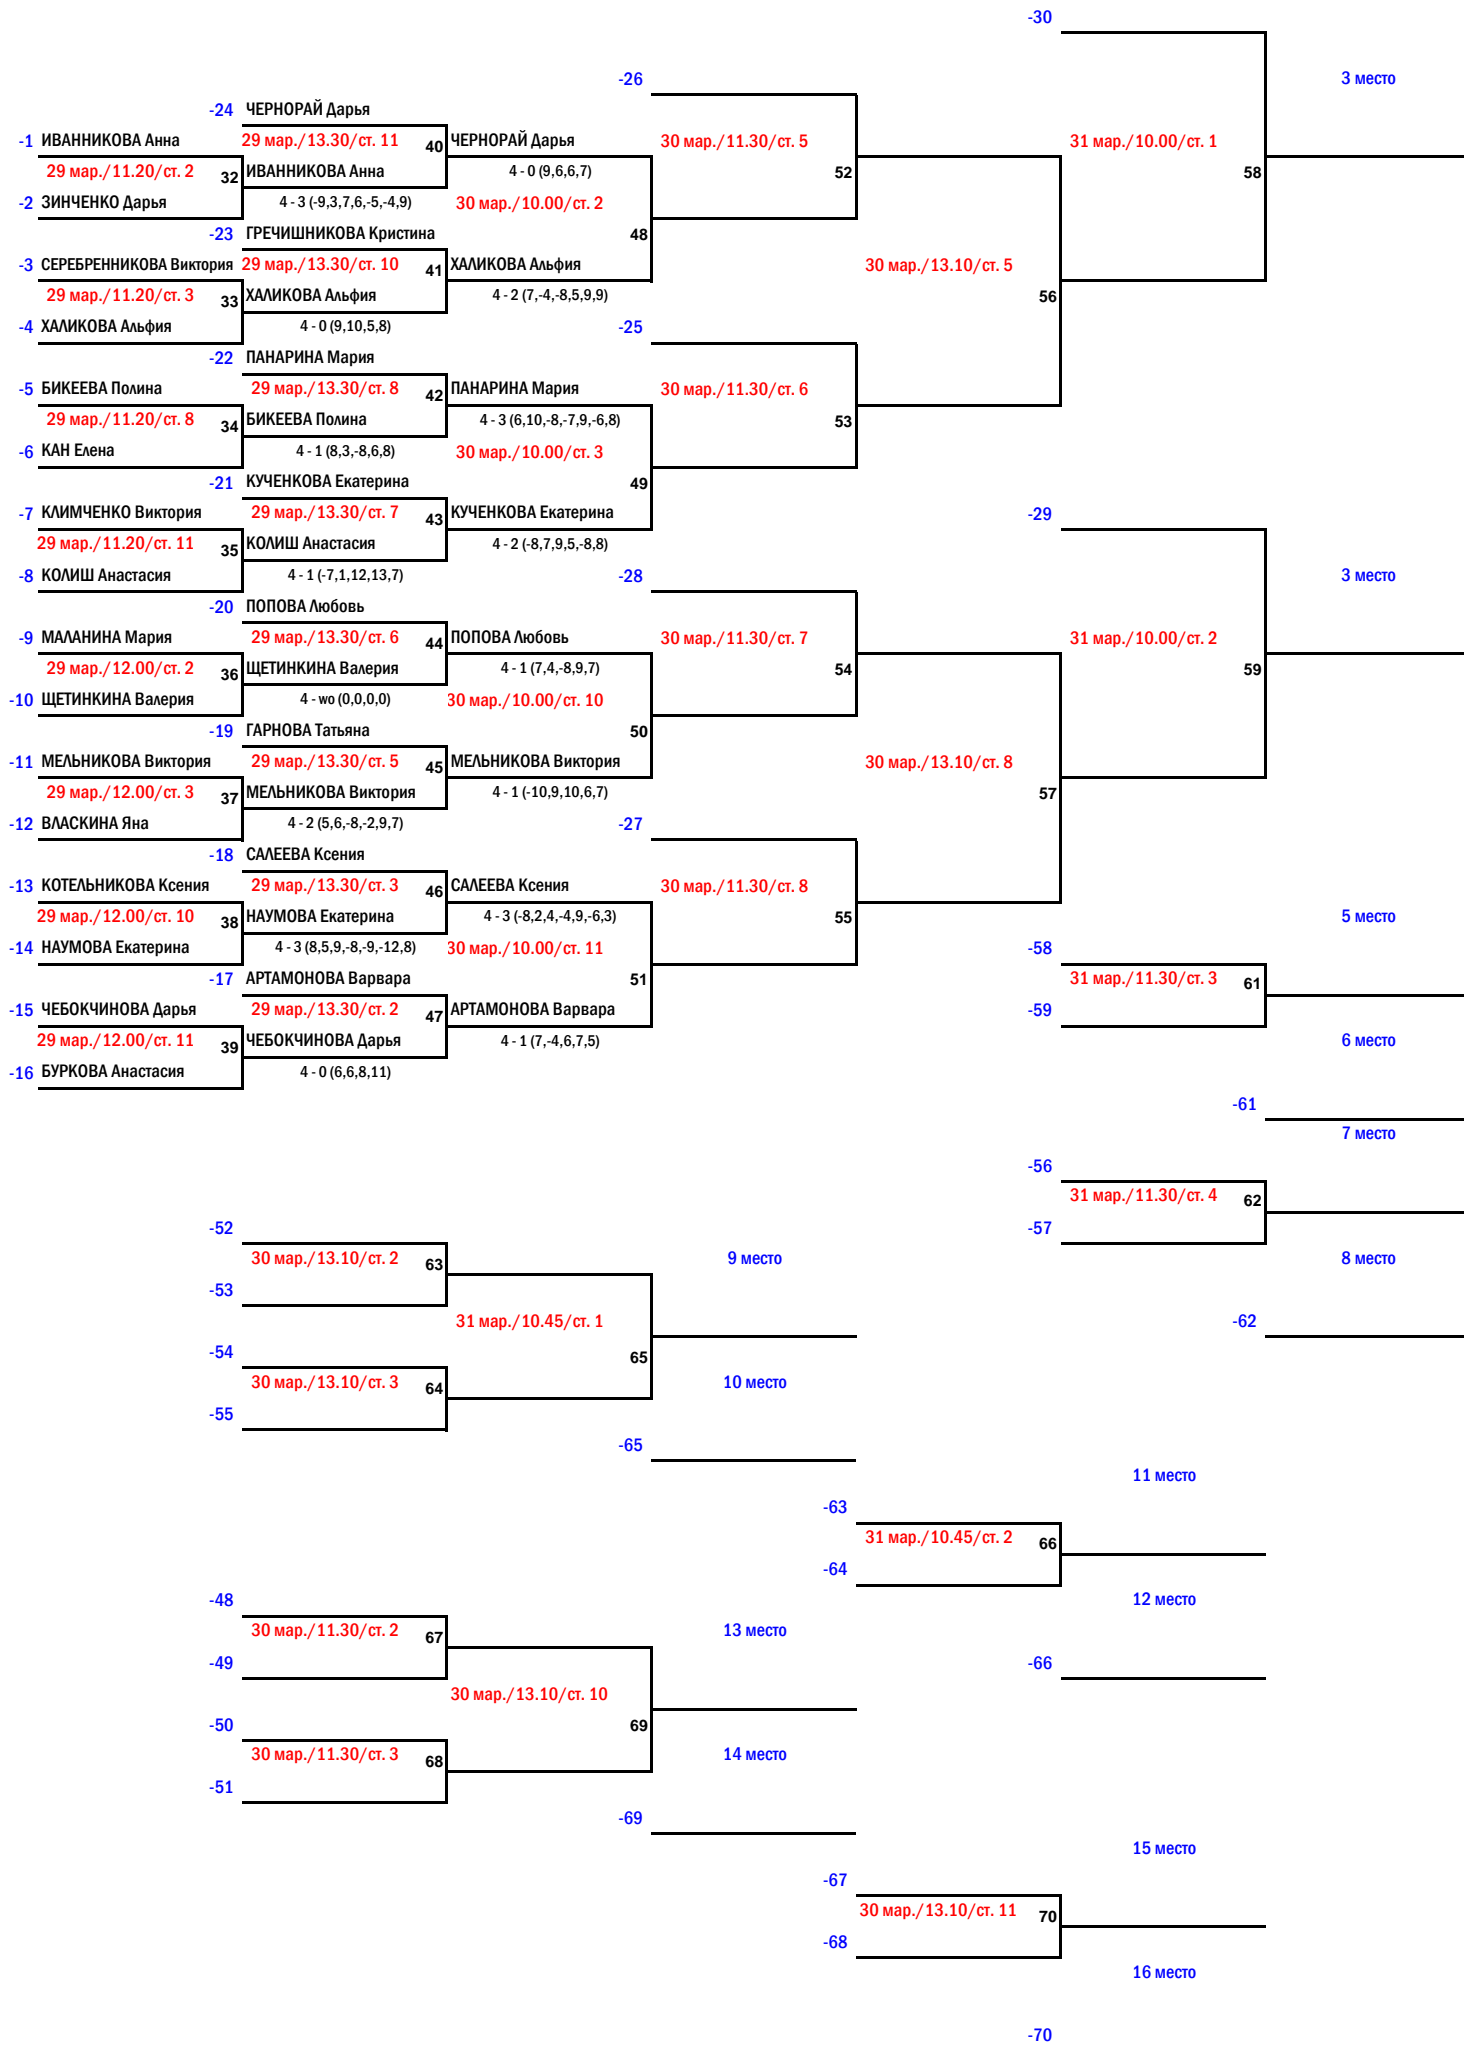 -30
-26
3 место
-24 ЧЕРНОРАЙ Дарья
-1 ИВАННИКОВА Анна 29 мар./13.30/ст. 11 40 ЧЕРНОРАЙ Дарья 30 мар./11.30/ст. 5 31 мар./10.00/ст. 1
29 мар./11.20/ст. 2 32 ИВАННИКОВА Анна 4 - 0 (9,6,6,7) 52 58
-2 ЗИНЧЕНКО Дарья 4 - 3 (-9,3,7,6,-5,-4,9) 30 мар./10.00/ст. 2
-23 ГРЕЧИШНИКОВА Кристина 48
-3 СЕРЕБРЕННИКОВА Виктория 29 мар./13.30/ст. 10 41 ХАЛИКОВА Альфия 30 мар./13.10/ст. 5
29 мар./11.20/ст. 3 33 ХАЛИКОВА Альфия 4 - 2 (7,-4,-8,5,9,9) 56
-4 ХАЛИКОВА Альфия 4 - 0 (9,10,5,8) -25
-22 ПАНАРИНА Мария
-5 БИКЕЕВА Полина 29 мар./13.30/ст. 8 42 ПАНАРИНА Мария 30 мар./11.30/ст. 6
29 мар./11.20/ст. 8 34 БИКЕЕВА Полина 4 - 3 (6,10,-8,-7,9,-6,8) 53
-6 КАН Елена 4 - 1 (8,3,-8,6,8) 30 мар./10.00/ст. 3
-21 КУЧЕНКОВА Екатерина 49
-7 КЛИМЧЕНКО Виктория 29 мар./13.30/ст. 7 43 КУЧЕНКОВА Екатерина -29
29 мар./11.20/ст. 11 35 КОЛИШ Анастасия 4 - 2 (-8,7,9,5,-8,8)
-8 КОЛИШ Анастасия 4 - 1 (-7,1,12,13,7) -28 3 место
-20 ПОПОВА Любовь
-9 МАЛАНИНА Мария 29 мар./13.30/ст. 6 44 ПОПОВА Любовь 30 мар./11.30/ст. 7 31 мар./10.00/ст. 2
29 мар./12.00/ст. 2 36 ЩЕТИНКИНА Валерия 4 - 1 (7,4,-8,9,7) 54 59
-10 ЩЕТИНКИНА Валерия 4 - wo (0,0,0,0) 30 мар./10.00/ст. 10
-19 ГАРНОВА Татьяна 50
-11 МЕЛЬНИКОВА Виктория 29 мар./13.30/ст. 5 45 МЕЛЬНИКОВА Виктория 30 мар./13.10/ст. 8
29 мар./12.00/ст. 3 37 МЕЛЬНИКОВА Виктория 4 - 1 (-10,9,10,6,7) 57
-12 ВЛАСКИНА Яна 4 - 2 (5,6,-8,-2,9,7) -27
-18 САЛЕЕВА Ксения
-13 КОТЕЛЬНИКОВА Ксения 29 мар./13.30/ст. 3 46 САЛЕЕВА Ксения 30 мар./11.30/ст. 8
29 мар./12.00/ст. 10 38 НАУМОВА Екатерина 4 - 3 (-8,2,4,-4,9,-6,3) 55 5 место
-14 НАУМОВА Екатерина 4 - 3 (8,5,9,-8,-9,-12,8) 30 мар./10.00/ст. 11 -58
-17 АРТАМОНОВА Варвара 51 31 мар./11.30/ст. 3 61
-15 ЧЕБОКЧИНОВА Дарья 29 мар./13.30/ст. 2 47 АРТАМОНОВА Варвара -59
29 мар./12.00/ст. 11 39 ЧЕБОКЧИНОВА Дарья 4 - 1 (7,-4,6,7,5) 6 место
-16 БУРКОВА Анастасия 4 - 0 (6,6,8,11)
-61
7 место
-56
31 мар./11.30/ст. 4 62
-52 -57
30 мар./13.10/ст. 2 63 9 место 8 место
-53
31 мар./10.45/ст. 1 -62
-54 65
30 мар./13.10/ст. 3 64 10 место
-55
-65
11 место
-63
31 мар./10.45/ст. 2 66
-64
-48 12 место
30 мар./11.30/ст. 2 67 13 место
-49 -66
30 мар./13.10/ст. 10
-50 69
30 мар./11.30/ст. 3 68 14 место
-51
-69
15 место
-67
30 мар./13.10/ст. 11 70
-68
16 место
-70